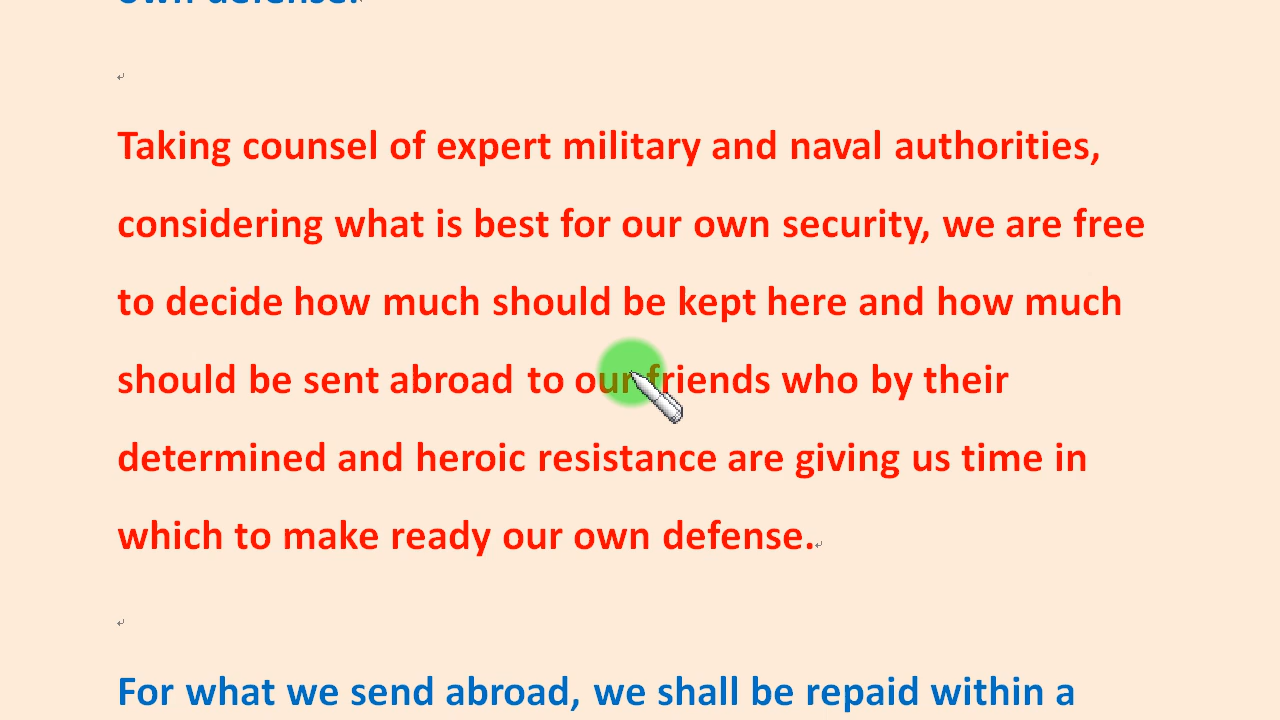 own defense.
Taking counsel of expert military and naval authorities,
considering what is best for our own security, we are free
to decide how much should be kept here and how much
should be sent abroad to our friends who by their
determined and heroic resistance are giving us time in
which to make ready our own defense.
For what we send abroad, we shall be repaid within a